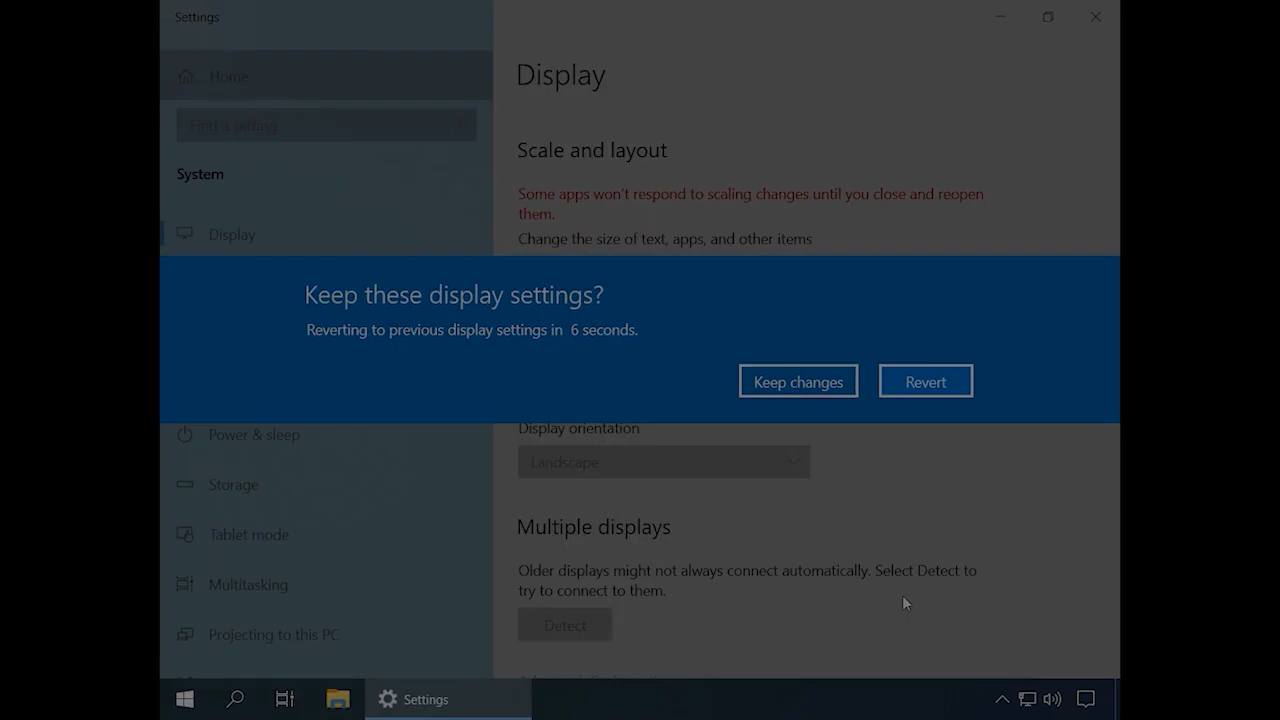 Settings
Home
Find a setting
System
Display
Display
Scale and layout
Some apps won't respond to scaling changes until you close and reopen
them.
Change the size of text, apps, and other items
Keep these display settings?
Reverting to previous display settings in 6 seconds.
Keep changes
Revert
Power & sleep
Storage
Tablet mode
Multitasking
Projecting to this PC
Display orientation
Landscape
Multiple displays
Older displays might not always connect automatically. Select Detect to
try to connect to them.
Detect
Settings